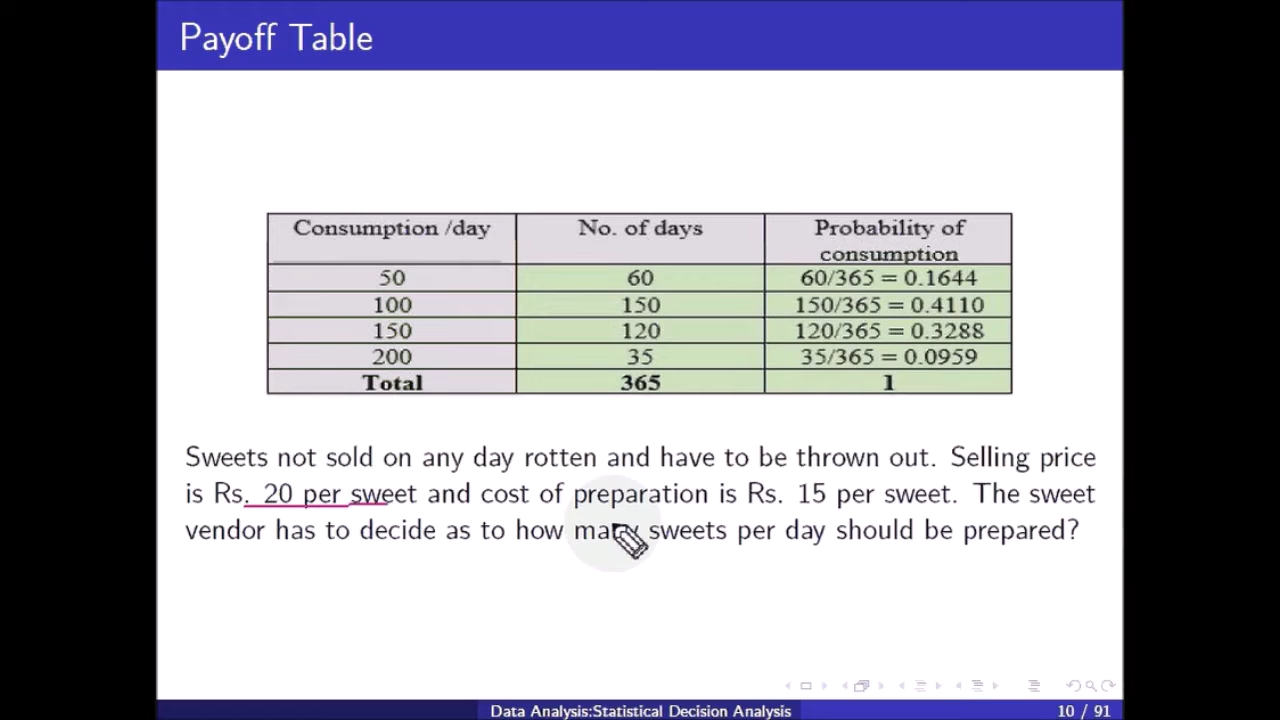 Payoff Table
Consumption /day No. of days Probability of
consumption
50 60 60/365 = 0.1644
100 150 150/365 = 0.4110
150 120 120/365 = 0.3288
200 35 35/365 = 0.0959
Total 365 1
Sweets not sold on any day rotten and have to be thrown out. Selling price
is Rs. 20 per sweet and cost of preparation is Rs. 15 per sweet. The sweet
vendor has to decide as to how many sweets per day should be prepared?
Data Analysis:Statistical Decision Analysis 10 / 91